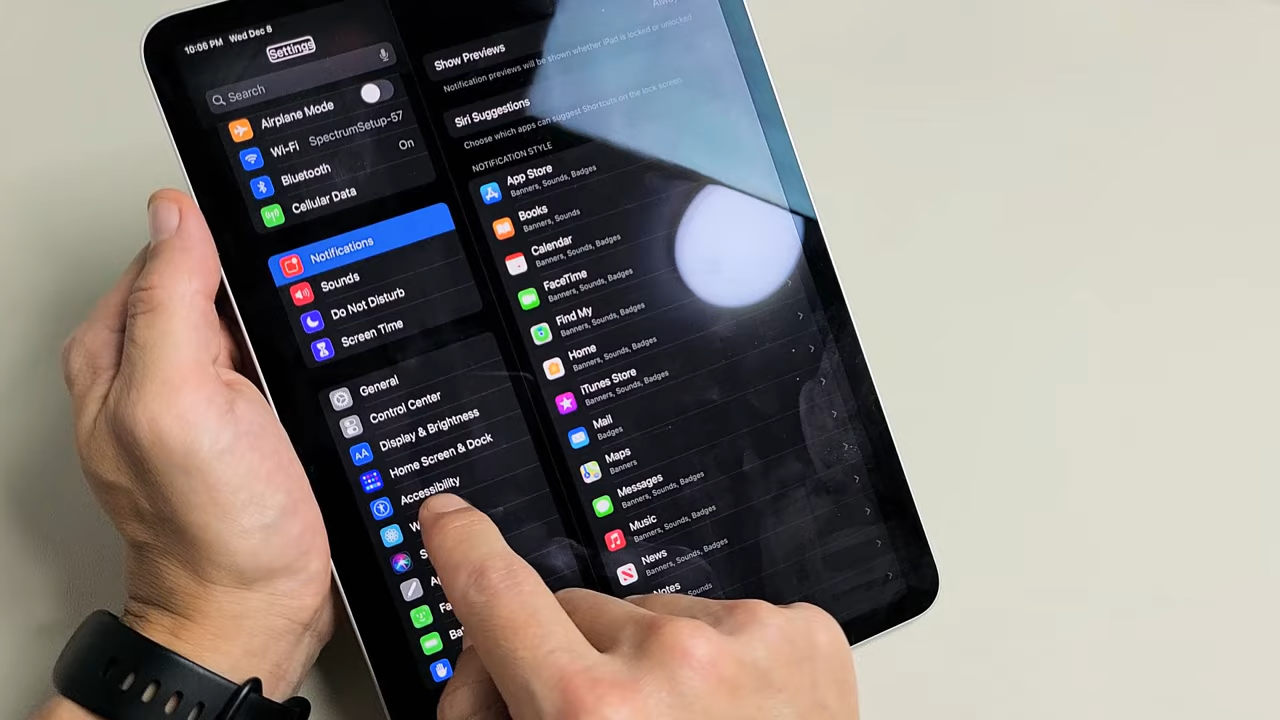 10:06 PM Wed Dec 8
Settings
Search
Airplane Mode
Wi-Fi SpectrumSetup-57
Bluetooth On
Cellular Data
Notifications
Sounds
Do Not Disturb
Screen Time
General
Control Center
AA Display & Brightness
Home Screen & Dock
Accessibility
Show Previews
Notification previews will be shown whether iPad is locked or unlocked
Siri Suggestions
Choose which apps can suggest Shortcuts on the lock screen.
NOTIFICATION STYLE
App Store
Banners, Sounds, Badges
Books
Banners, Sounds
Calendar
Banners, Sounds, Badges
FaceTime
Banners, Sounds, Badges
Find My
Banners, Sounds, Badges
Home
Banners, Sounds, Badges
iTunes Store
Banners, Sounds, Badges
Mail
Badges
Maps
Banners
Messages
Banners, Sounds, Badges
Music
Banners, Sounds, Badges
News
Banners, Sounds, Badges
Notes
Sounds